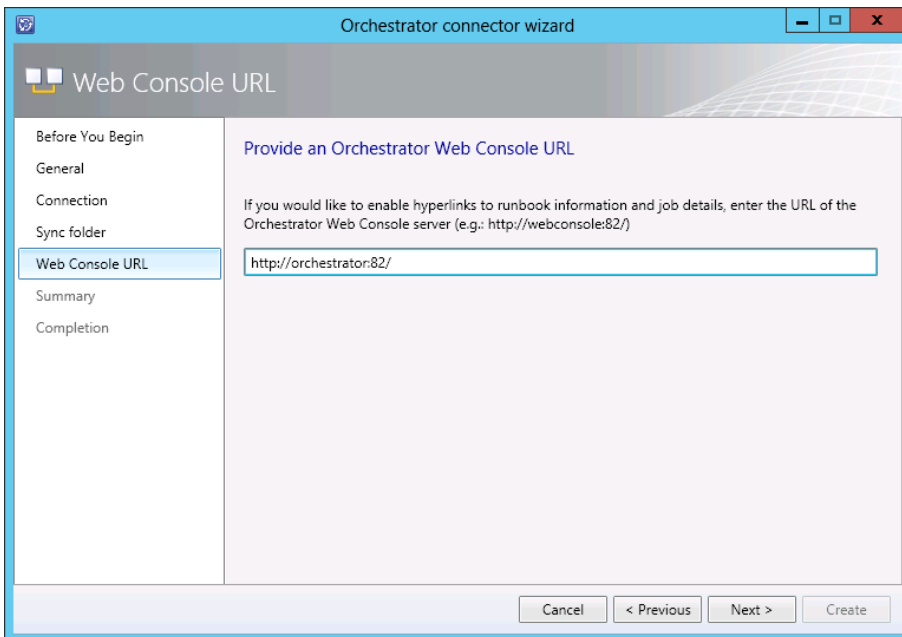 Orchestrator connector wizard
Web Console URL
Before You Begin
General
Connection
Sync folder
Web Console URL
Summary
Completion
Provide an Orchestrator Web Console URL
If you would like to enable hyperlinks to runbook information and job details, enter the URL of the
Orchestrator Web Console server (e.g.: http://webconsole:82/)
http://orchestrator:82/
Cancel
< Previous
Next >
Create